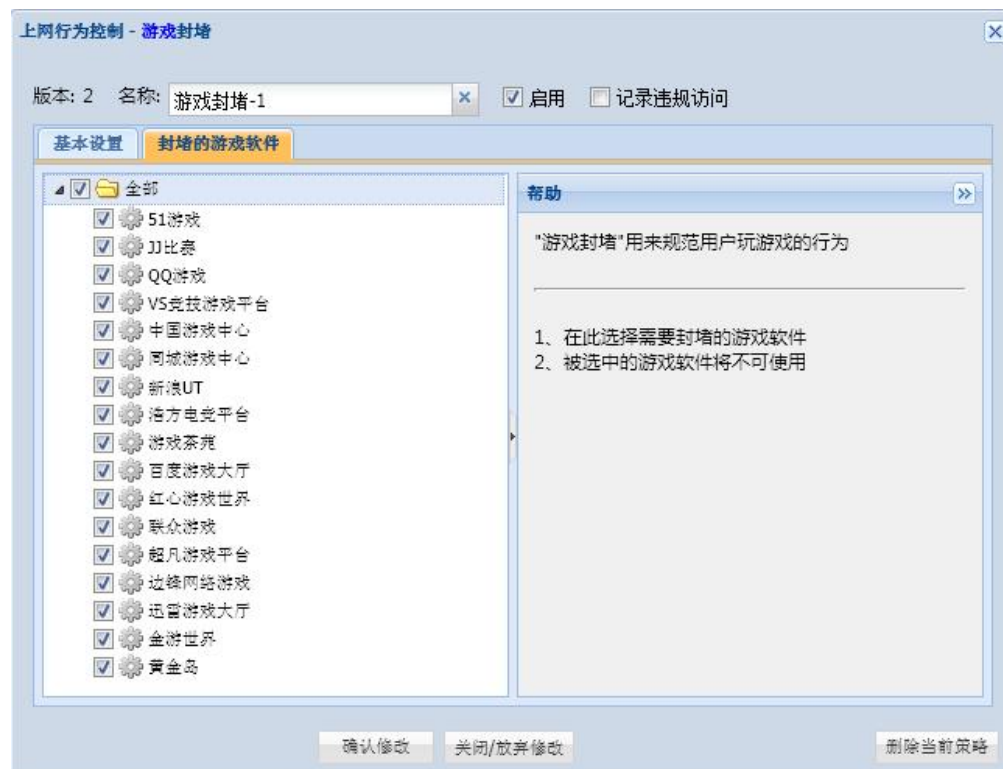 上网行为控制 - 游戏封堵
版本: 2 名称: 游戏封堵-1 启用 记录违规访问
基本设置 封堵的游戏软件
全部
51游戏
JJ比赛
QQ游戏
VS竞技游戏平台
中国游戏中心
同城游戏中心
新浪UT
浩方电竞平台
游戏茶苑
百度游戏大厅
红心游戏世界
联众游戏
超凡游戏平台
边锋网络游戏
迅雷游戏大厅
金游世界
黄金岛
帮助
"游戏封堵"用来规范用户玩游戏的行为
1、在此选择需要封堵的游戏软件
2、被选中的游戏软件将不可使用
确认修改 关闭/放弃修改 删除当前策略